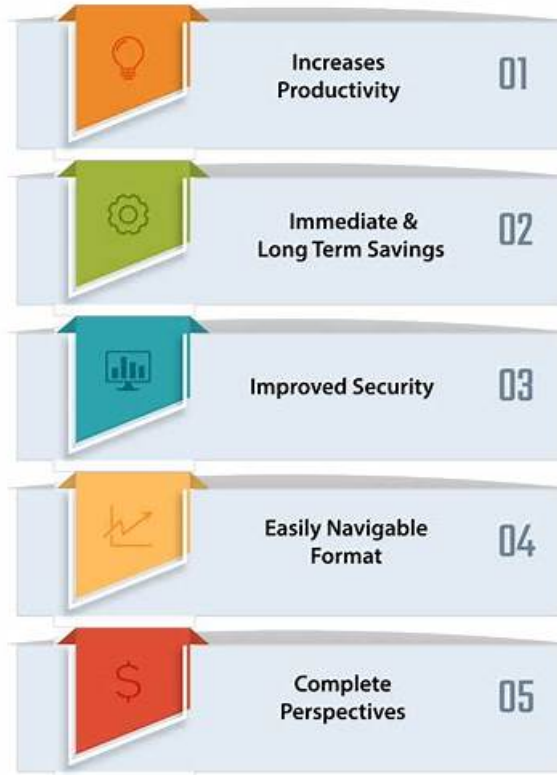 Increases
Productivity
01
Immediate &
Long Term Savings
02
Improved Security
03
Easily Navigable
Format
04
Complete
Perspectives
05